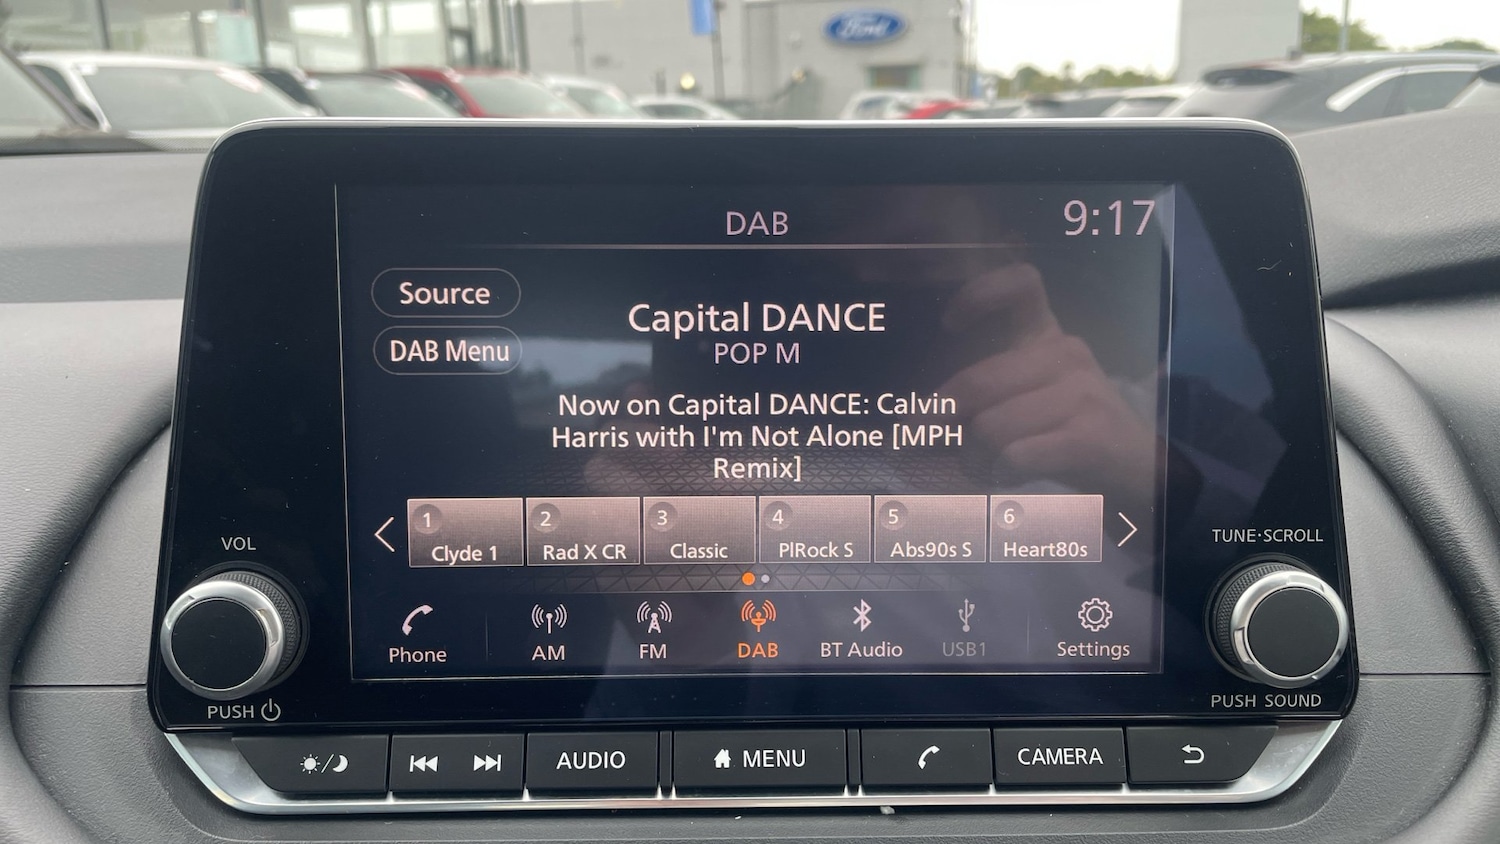 Ford
DAB
9:17
Source
DAB Menu
Capital DANCE
POP M
Now on Capital DANCE: Calvin
Harris with I'm Not Alone [MPH
Remix]
1
2
3
4
5
6
Clyde 1
Rad X CR
Classic
PlRock S
Abs90s S
Heart80s
Phone
AM
FM
DAB
BT Audio
USB1
Settings
VOL
PUSH
TUNE·SCROLL
PUSH SOUND
AUDIO
MENU
CAMERA